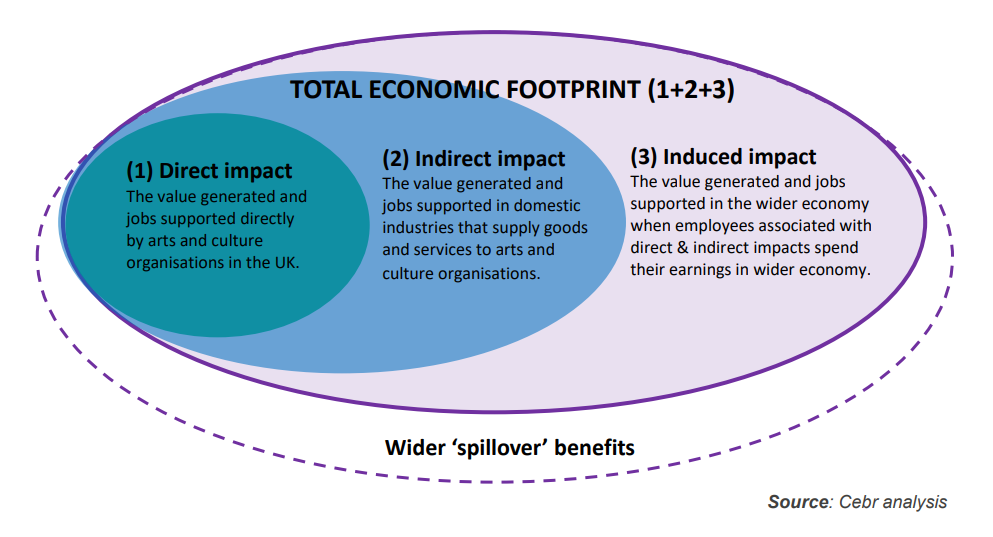 TOTAL ECONOMIC FOOTPRINT (1+2+3)
(1) Direct impact
The value generated and
jobs supported directly
by arts and culture
organisations in the UK.
(2) Indirect impact
The value generated and
jobs supported in domestic
industries that supply goods
and services to arts and
culture organisations.
(3) Induced impact
The value generated and jobs
supported in the wider economy
when employees associated with
direct & indirect impacts spend
their earnings in wider economy.
Wider ‘spillover’ benefits
Source: Cebr analysis